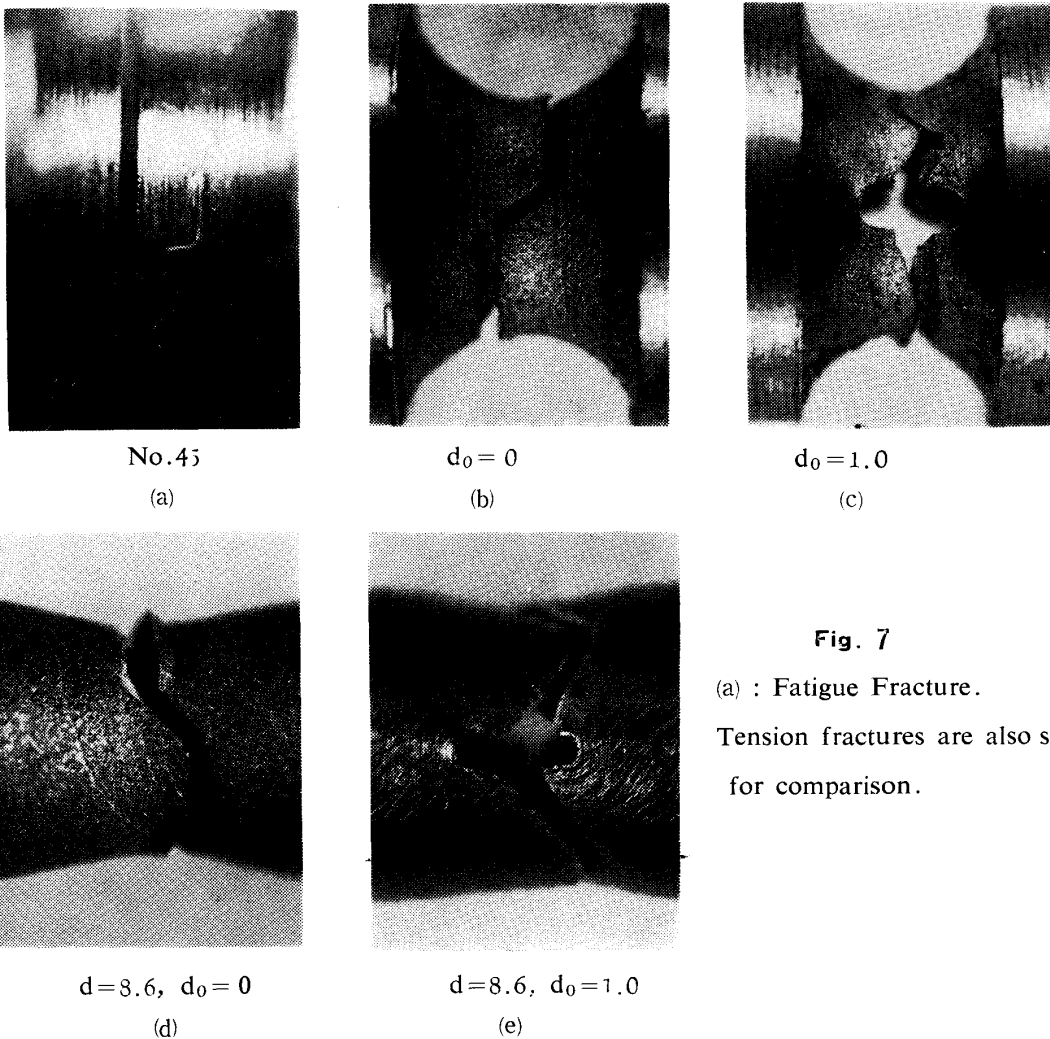 No.45
d₀= 0
d₀=1.0
(a)
(b)
(c)
Fig. 7
(a) : Fatigue Fracture.
Tension fractures are also s
for comparison.
d=8.6, d₀= 0
d=8.6, d₀=1.0
(d)
(e)